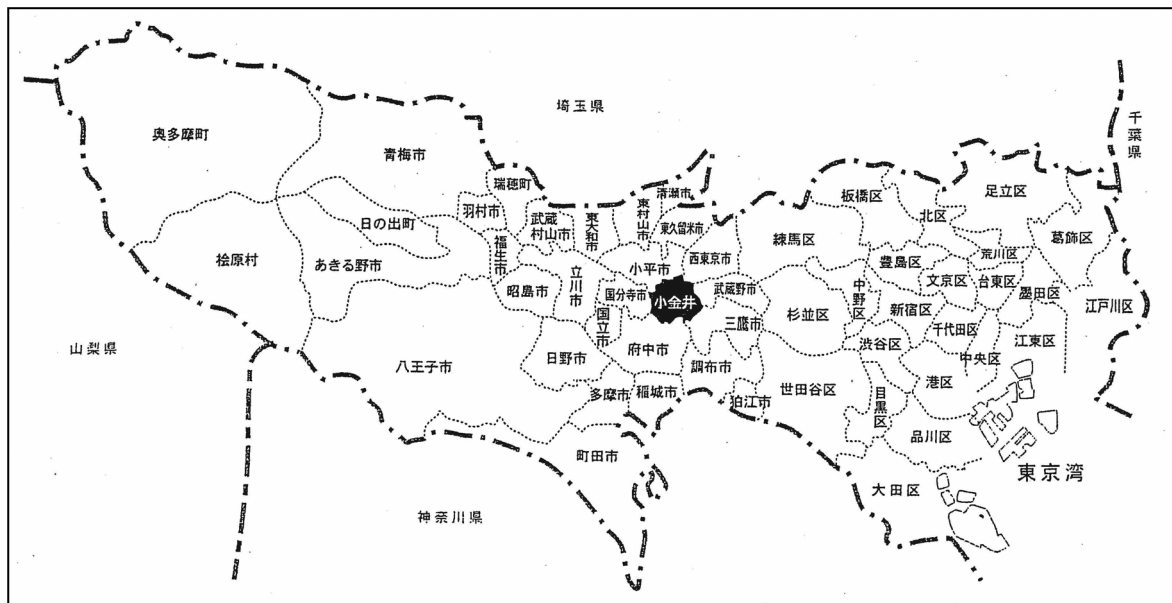 埼玉県
千葉県
奥多摩町
青梅市
瑞穂町
清瀬市
板橋区
足立区
羽村市
武蔵
村山市
東大和市
東村山市
東久留米市
練馬区
北区
葛飾区
日の出町
桧原村
あきる野市
福生市
昭島市
立川市
小平市
西東京市
国分寺市
小金井
武蔵野市
豊島区
荒川区
文京区
台東区
墨田区
江戸川区
中野区
杉並区
新宿区
千代田区
江東区
国立市
三鷹市
渋谷区
中央区
山梨県
八王子市
日野市
府中市
調布市
世田谷区
港区
多摩市
稲城市
狛江市
目黒区
品川区
町田市
東京湾
大田区
神奈川県